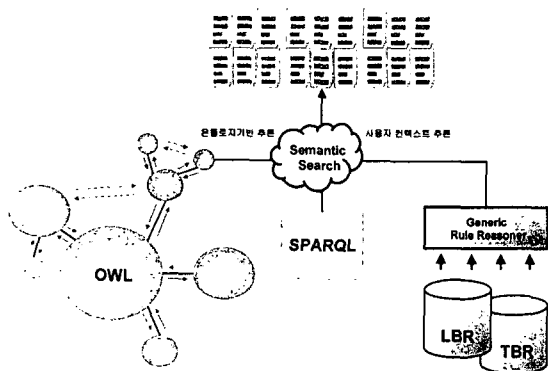 온톨로지기반 추론
사용자 컨텍스트 추론
Semantic
Search
SPARQL
OWL
Generic
Rule Reasoner
LBR
TBR